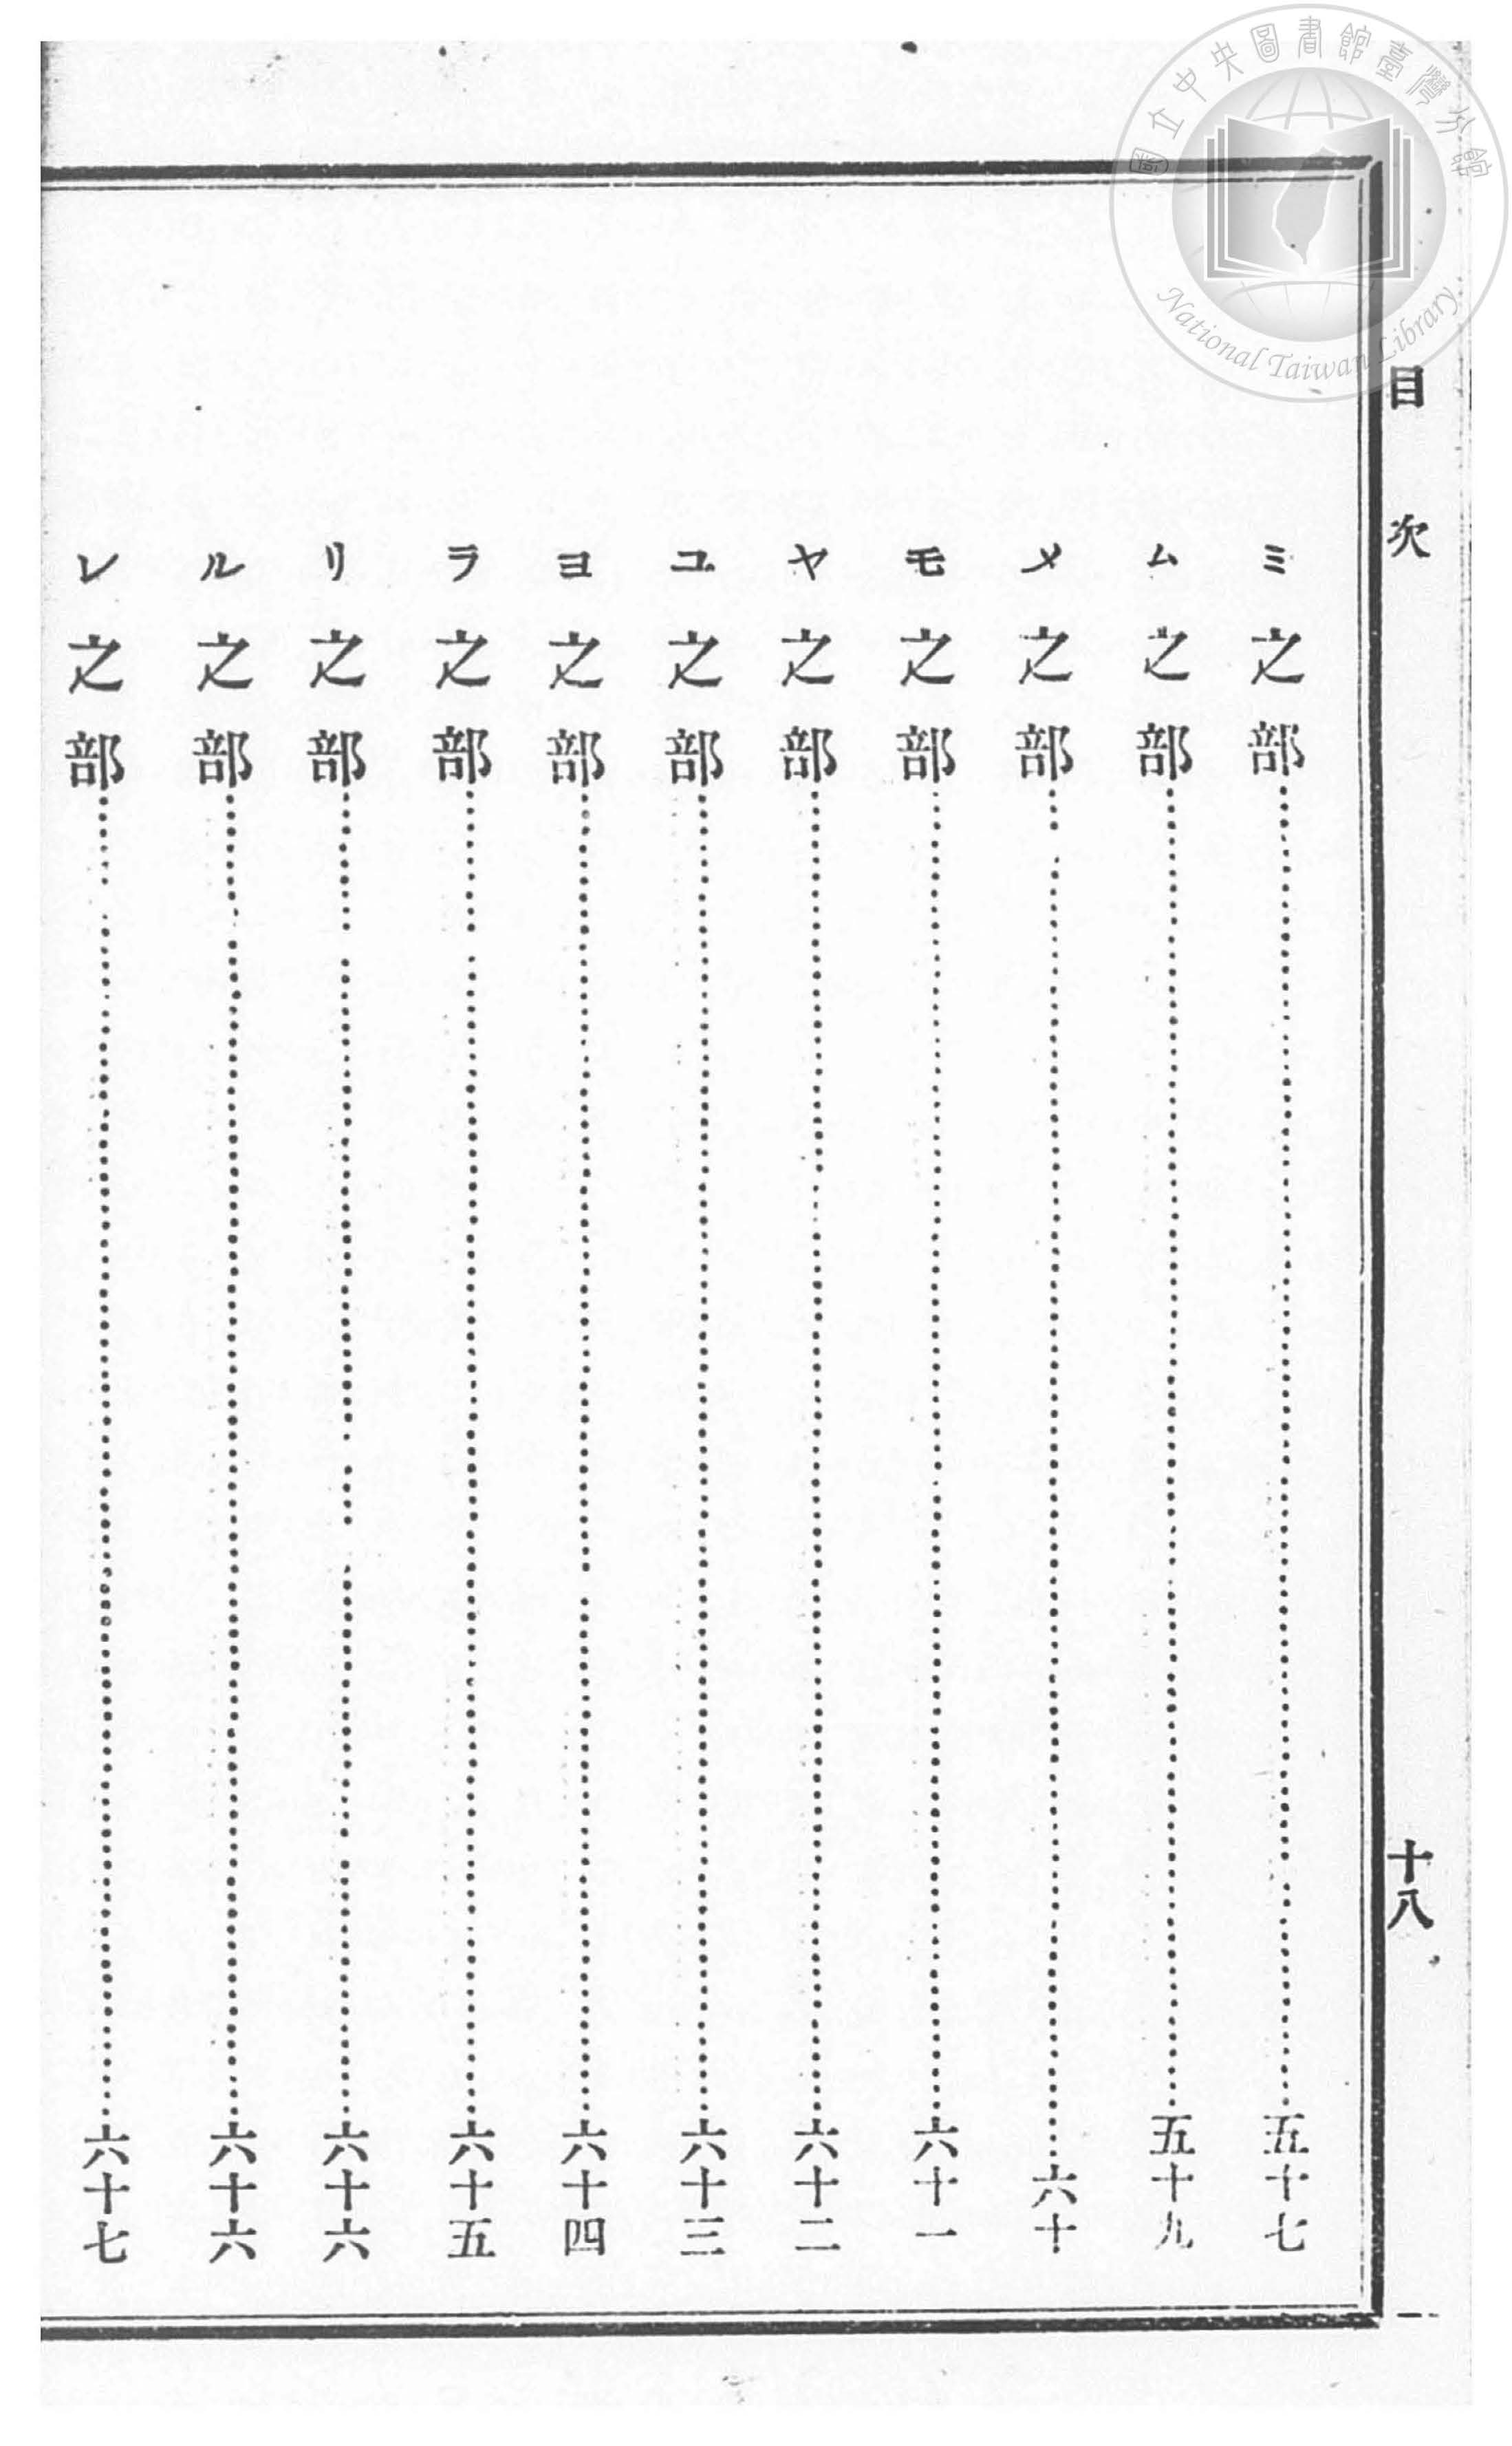 國立中央圖書館臺灣分館
National Taiwan Library
目次
十八
ミ之部……五十七
ム之部……五十九
メ之部……六十
モ之部……六十一
ヤ之部……六十二
ユ之部……六十三
ヨ之部……六十四
ラ之部……六十五
リ之部……六十六
ル之部……六十六
レ之部……六十七